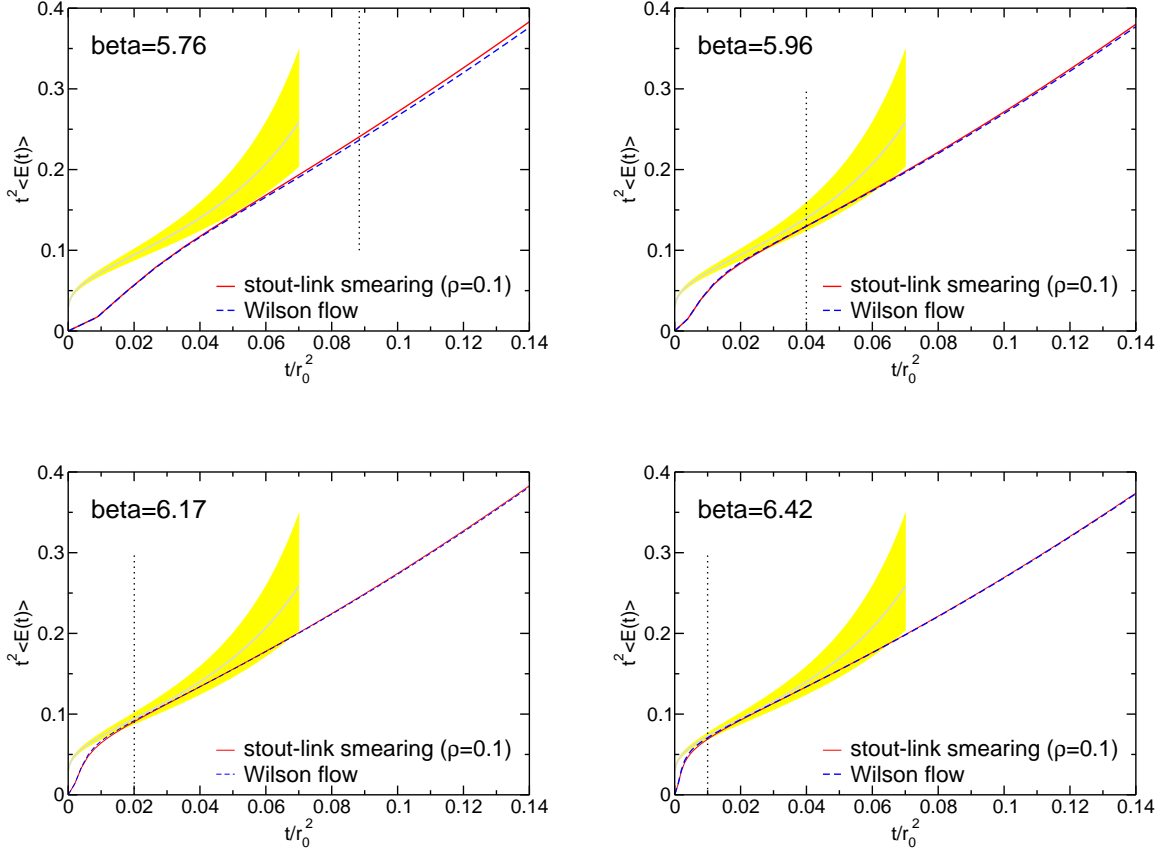 0.4
0.3
0.2
0.1
0
t^2<E(t)>
beta=5.76
stout-link smearing (ρ=0.1)
Wilson flow
0 0.02 0.04 0.06 0.08 0.1 0.12 0.14
t/r_0^2
0.4
0.3
0.2
0.1
0
t^2<E(t)>
beta=5.96
stout-link smearing (ρ=0.1)
Wilson flow
0 0.02 0.04 0.06 0.08 0.1 0.12 0.14
t/r_0^2
0.4
0.3
0.2
0.1
0
t^2<E(t)>
beta=6.17
stout-link smearing (ρ=0.1)
Wilson flow
0 0.02 0.04 0.06 0.08 0.1 0.12 0.14
t/r_0^2
0.4
0.3
0.2
0.1
0
t^2<E(t)>
beta=6.42
stout-link smearing (ρ=0.1)
Wilson flow
0 0.02 0.04 0.06 0.08 0.1 0.12 0.14
t/r_0^2